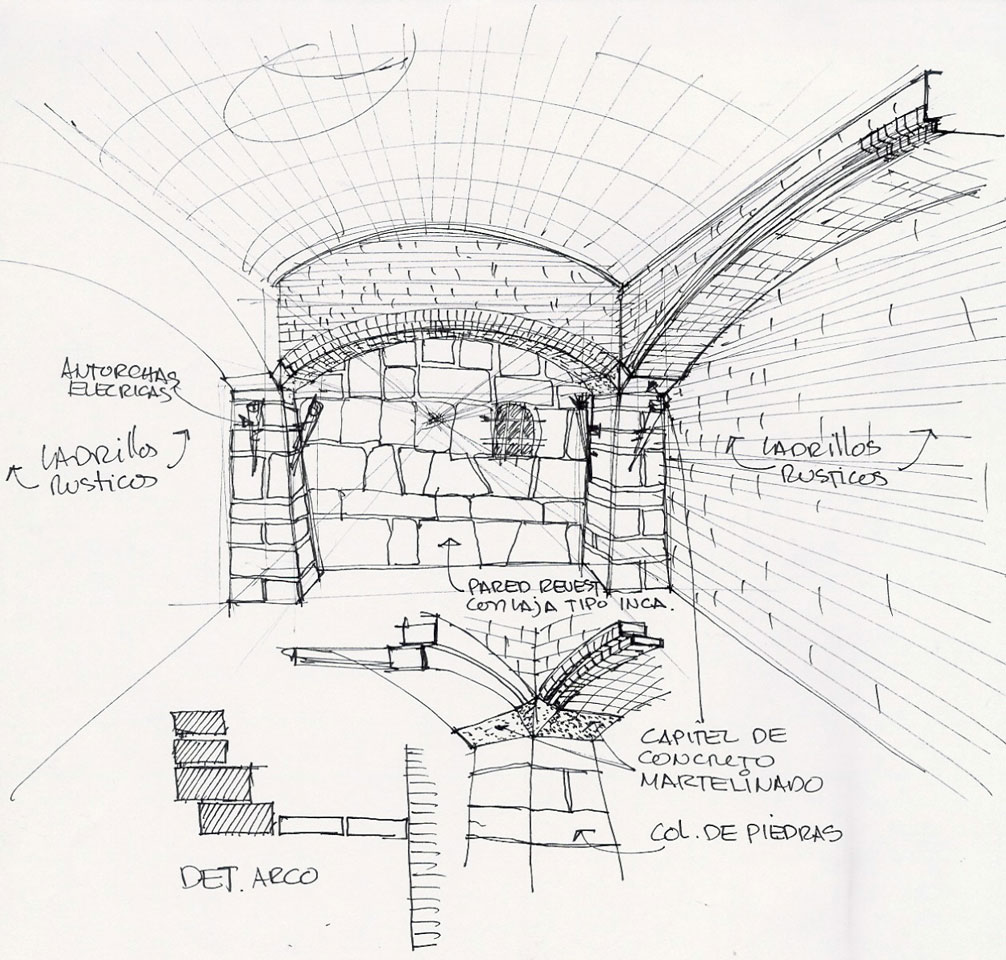 ANTORCHAS
ELECRICAS
LADRILLOS
RUSTICOS
LADRILLOS
RUSTICOS
PARED REVEST
CON LAJA TIPO INCA.
CAPITEL DE
CONCRETO
MARTELINADO
COL. DE PIEDRAS
DET. ARCO